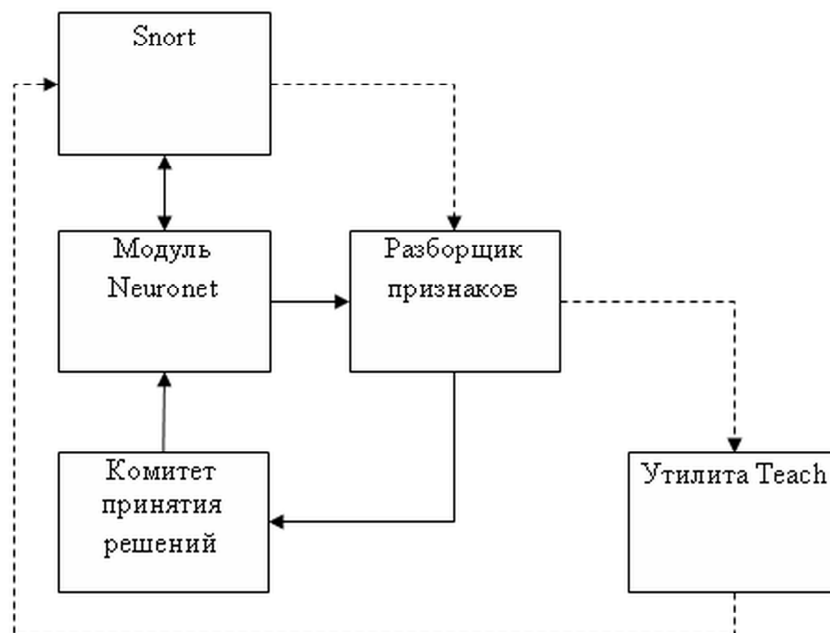 Snort
Модуль
Neuronet
Разборщик
признаков
Комитет
принятия
решений
Утилита Teach